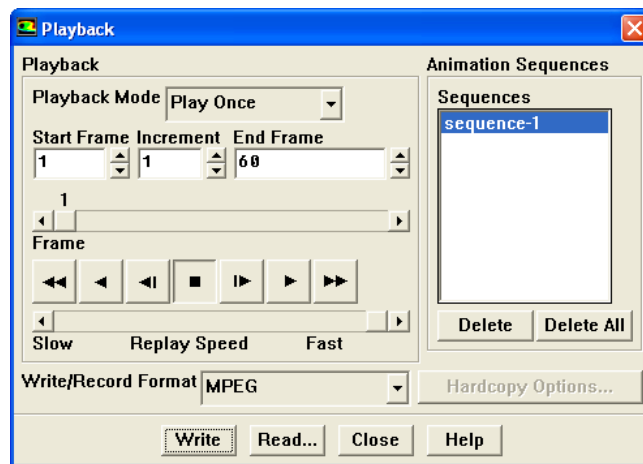 Playback
Playback
Animation Sequences
Playback Mode Play Once
Sequences
sequence-1
Start Frame Increment End Frame
1 1 60
1
Frame
Slow Replay Speed Fast
Delete Delete All
Write/Record Format MPEG
Hardcopy Options...
Write Read... Close Help